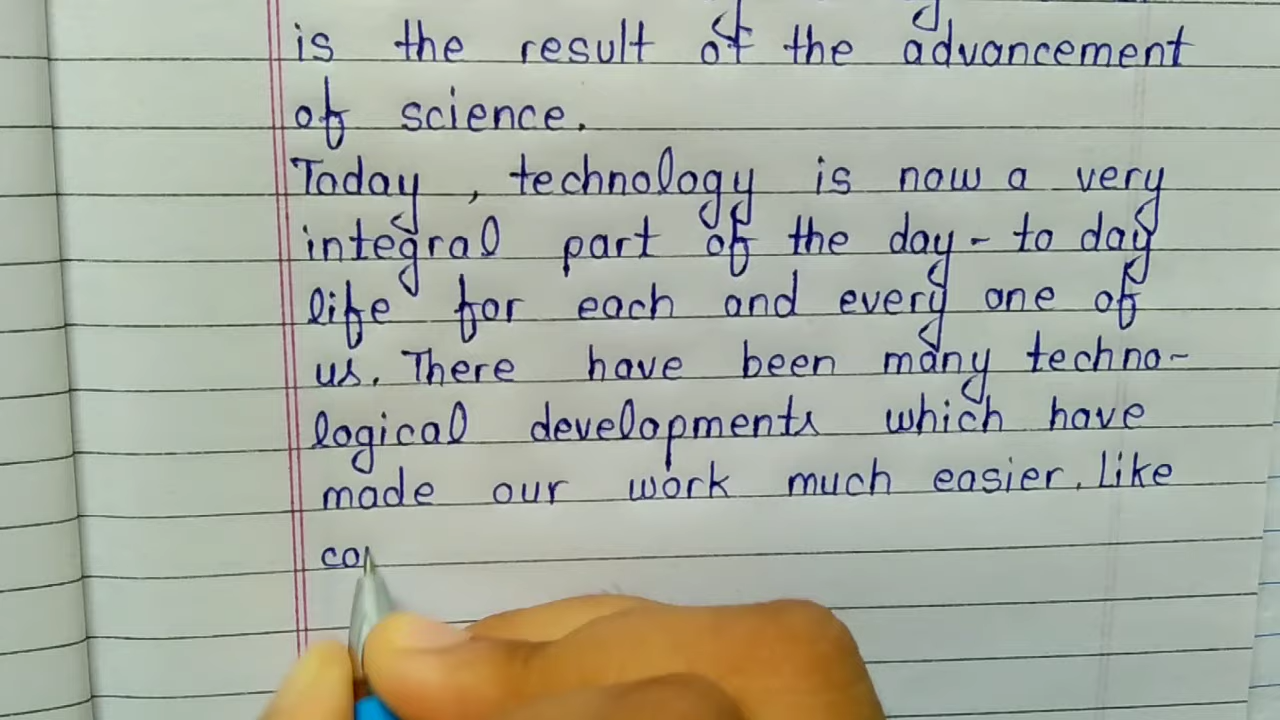 is the result of the advancement
of science.
Today, technology is now a very
integral part of the day-to day
life for each and every one of
us. There have been many techno-
logical developments which have
made our work much easier. Like
co